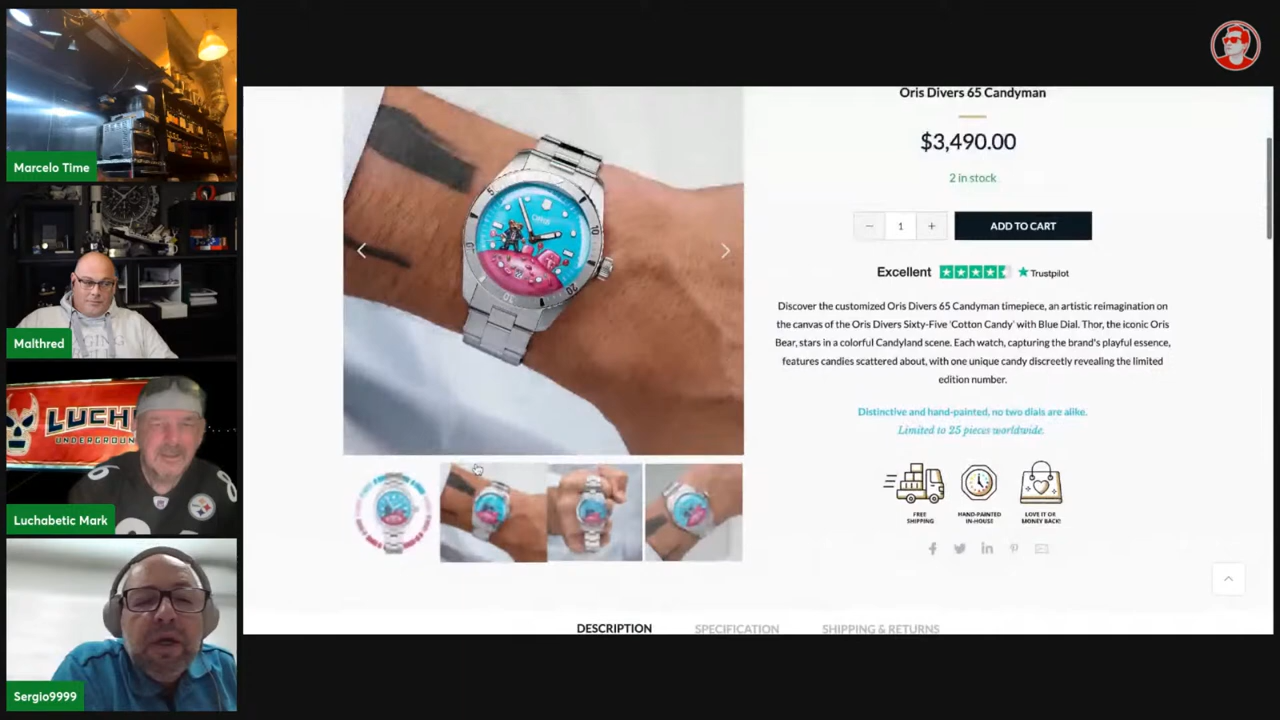 Marcelo Time
Malthred
LUCH
UNDERGROUN
Luchabetic Mark
Sergio9999
Oris Divers 65 Candyman
$3,490.00
2 in stock
− 1 +
ADD TO CART
Excellent
Trustpilot
Discover the customized Oris Divers 65 Candyman timepiece, an artistic reimagination on
the canvas of the Oris Divers Sixty-Five 'Cotton Candy' with Blue Dial. Thor, the iconic Oris
Bear, stars in a colorful Candyland scene. Each watch, capturing the brand's playful essence,
features candies scattered about, with one unique candy discreetly revealing the limited
edition number.
Distinctive and hand-painted, no two dials are alike.
Limited to 25 pieces worldwide.
FREE
SHIPPING
HAND-PAINTED
IN-HOUSE
LOVE IT OR
MONEY BACK!
DESCRIPTION
SPECIFICATION
SHIPPING & RETURNS